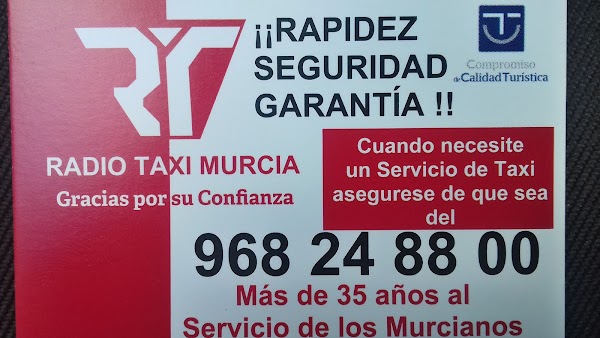 ¡¡RAPIDEZ
SEGURIDAD
GARANTÍA !!
Compromiso
de Calidad Turística
RT
RADIO TAXI MURCIA
Gracias por su Confianza
Cuando necesite
un Servicio de Taxi
asegurese de que sea
del
968 24 88 00
Más de 35 años al
Servicio de los Murcianos